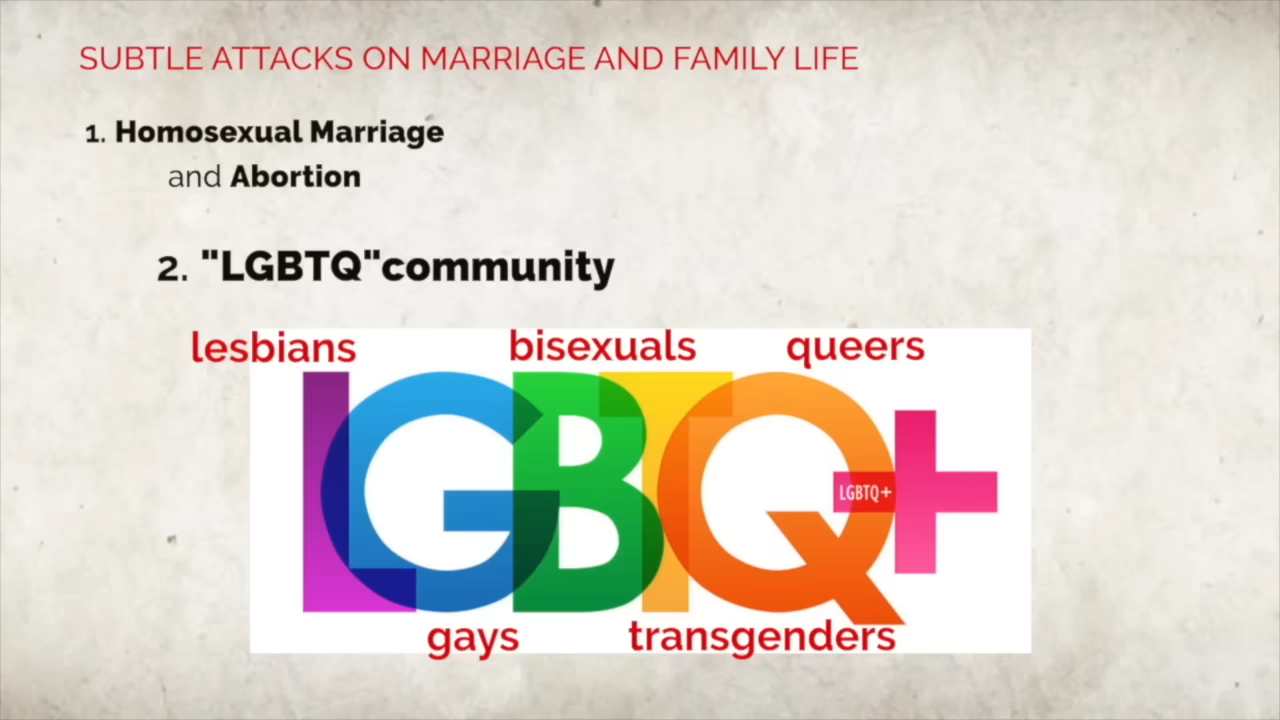 SUBTLE ATTACKS ON MARRIAGE AND FAMILY LIFE
1. Homosexual Marriage
and Abortion
2. "LGBTQ"community
lesbians bisexuals queers
LGBTQ+
LGBTQ+
gays transgenders